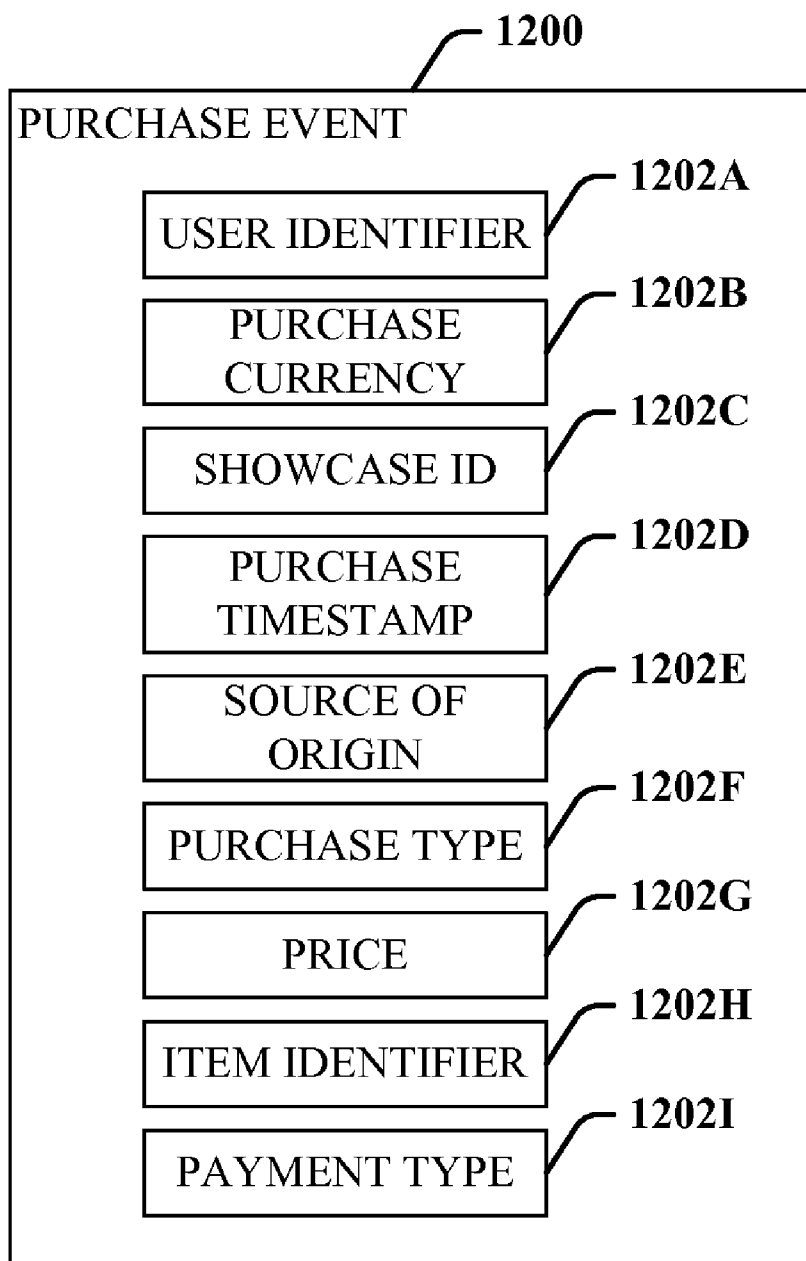 1200
PURCHASE EVENT
1202A
USER IDENTIFIER
1202B
PURCHASE
CURRENCY
1202C
SHOWCASE ID
1202D
PURCHASE
TIMESTAMP
1202E
SOURCE OF
ORIGIN
1202F
PURCHASE TYPE
1202G
PRICE
1202H
ITEM IDENTIFIER
1202I
PAYMENT TYPE